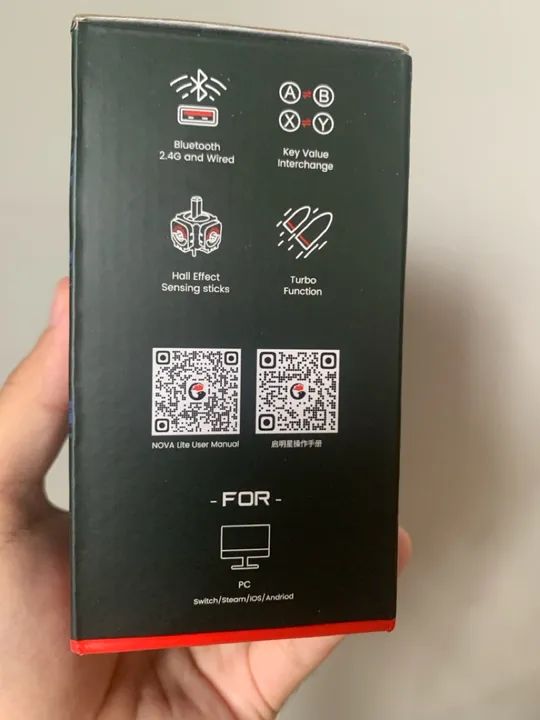 Bluetooth
2.4G and Wired
A B
X Y
Key Value
Interchange
Hall Effect
Sensing sticks
Turbo
Function
NOVA Lite User Manual
启明星操作手册
- FOR -
PC
Switch/Steam/iOS/Andriod